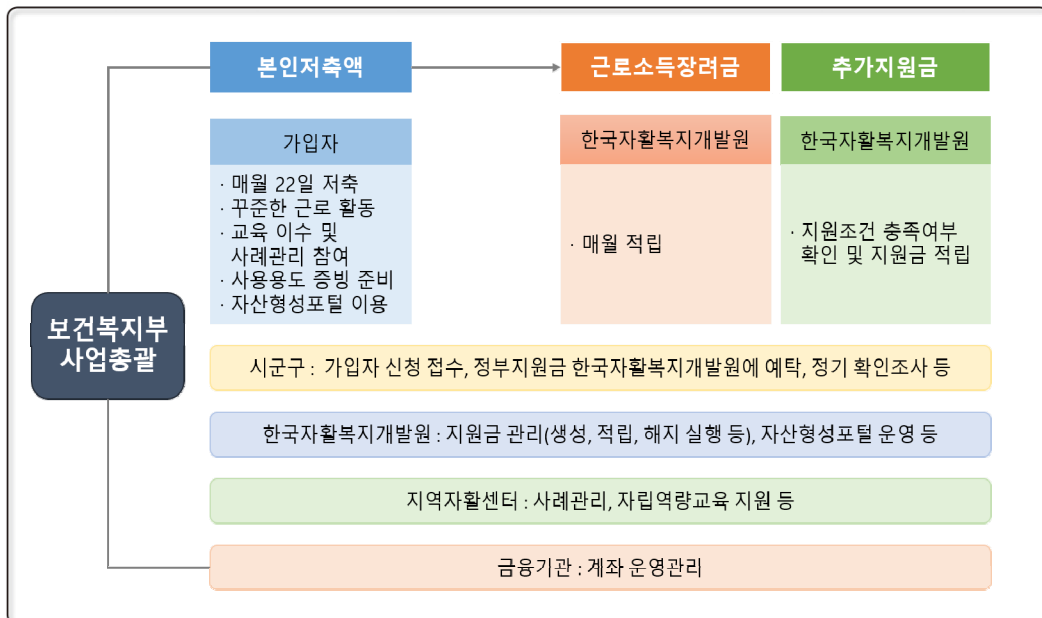 본인저축액
근로소득장려금
추가지원금
가입자
· 매월 22일 저축
· 꾸준한 근로 활동
· 교육 이수 및
사례관리 참여
· 사용용도 증빙 준비
· 자산형성포털 이용
한국자활복지개발원
· 매월 적립
한국자활복지개발원
· 지원조건 충족여부
확인 및 지원금 적립
보건복지부
사업총괄
시군구 : 가입자 신청 접수, 정부지원금 한국자활복지개발원에 예탁, 정기 확인조사 등
한국자활복지개발원 : 지원금 관리(생성, 적립, 해지 실행 등), 자산형성포털 운영 등
지역자활센터 : 사례관리, 자립역량교육 지원 등
금융기관 : 계좌 운영관리